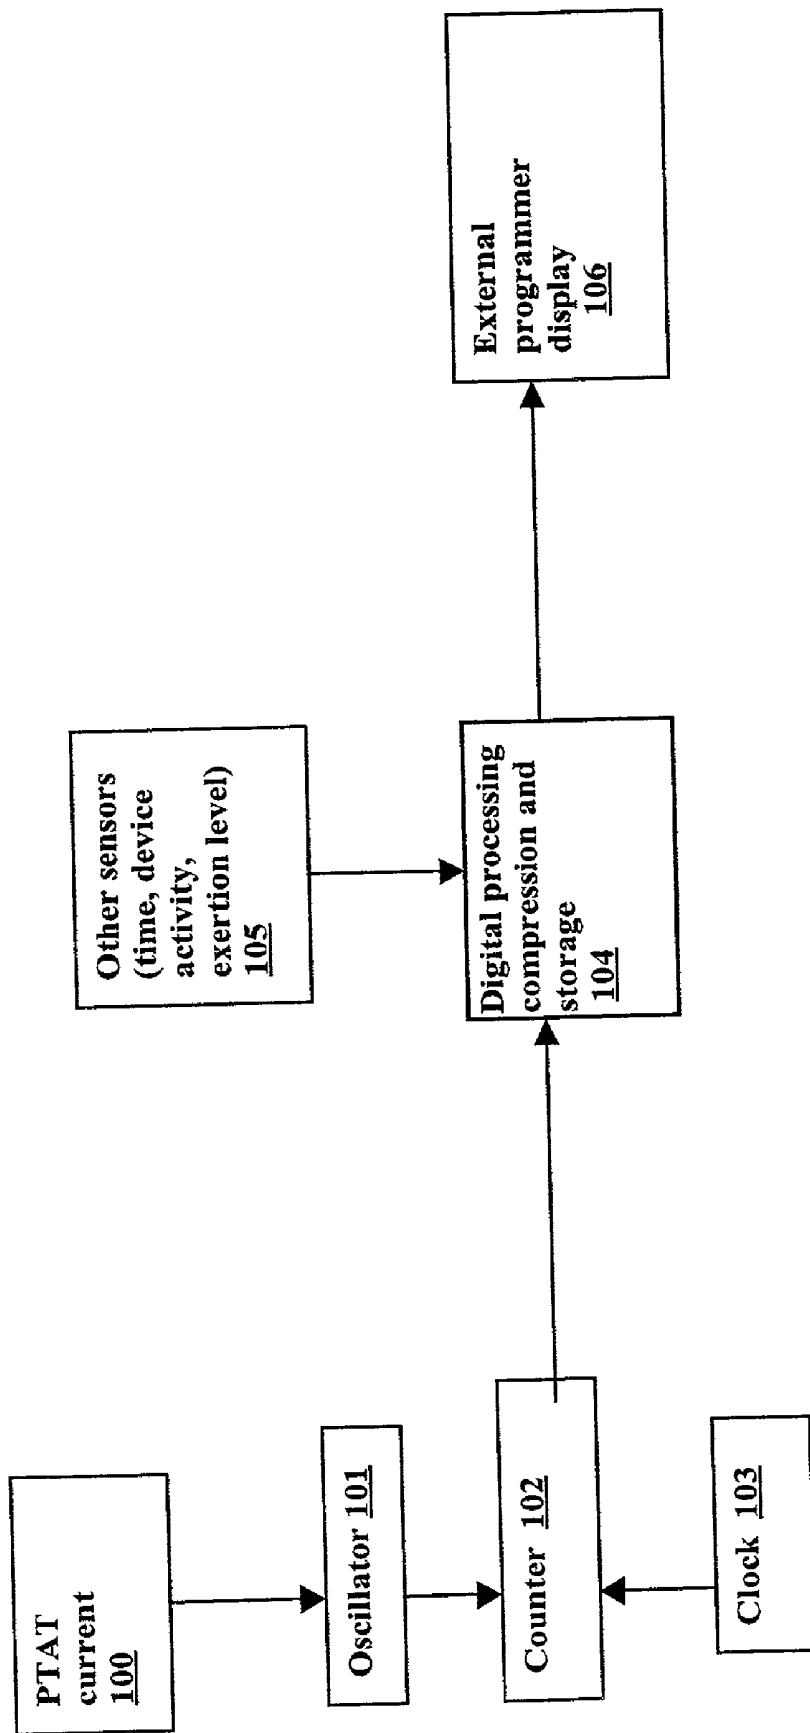 PTAT
current
100
Oscillator 101
Counter 102
Clock 103
Other sensors
(time, device
activity,
exertion level)
105
Digital processing
compression and
storage
104
External
programmer
display
106